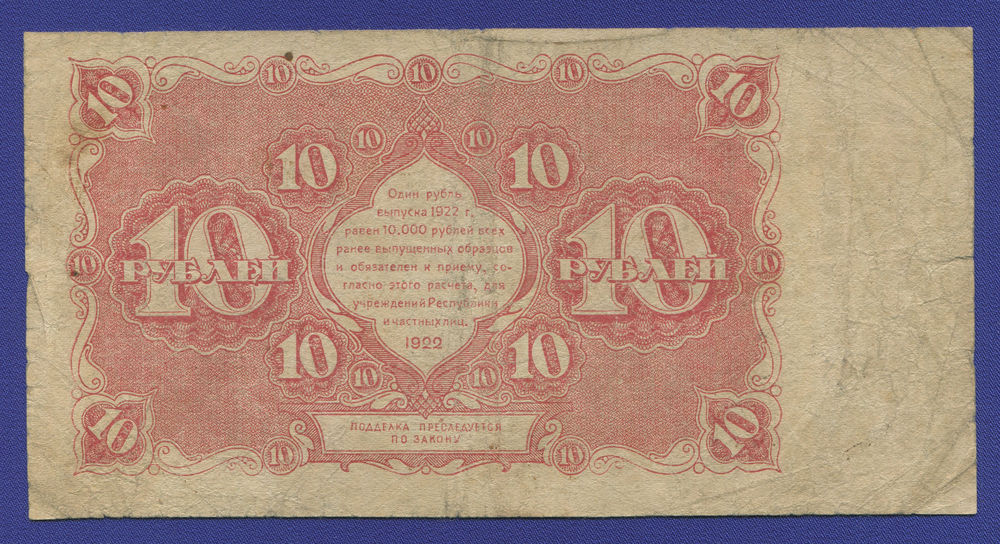 10 10 10 10 10
10 10
10 10
Один рубль
выпуска 1922 г.
равен 10.000 рублей всех
ранее выпущенных образцов
и обязателен к приему, со-
гласно этого расчета, для
учреждений Республики
и частных лиц.
1922
10 10 РУБЛЕЙ 10 РУБЛЕЙ 10
10 10
10 10
ПОДДЕЛКА ПРЕСЛЕДУЕТСЯ
ПО ЗАКОНУ
10 10 10 10